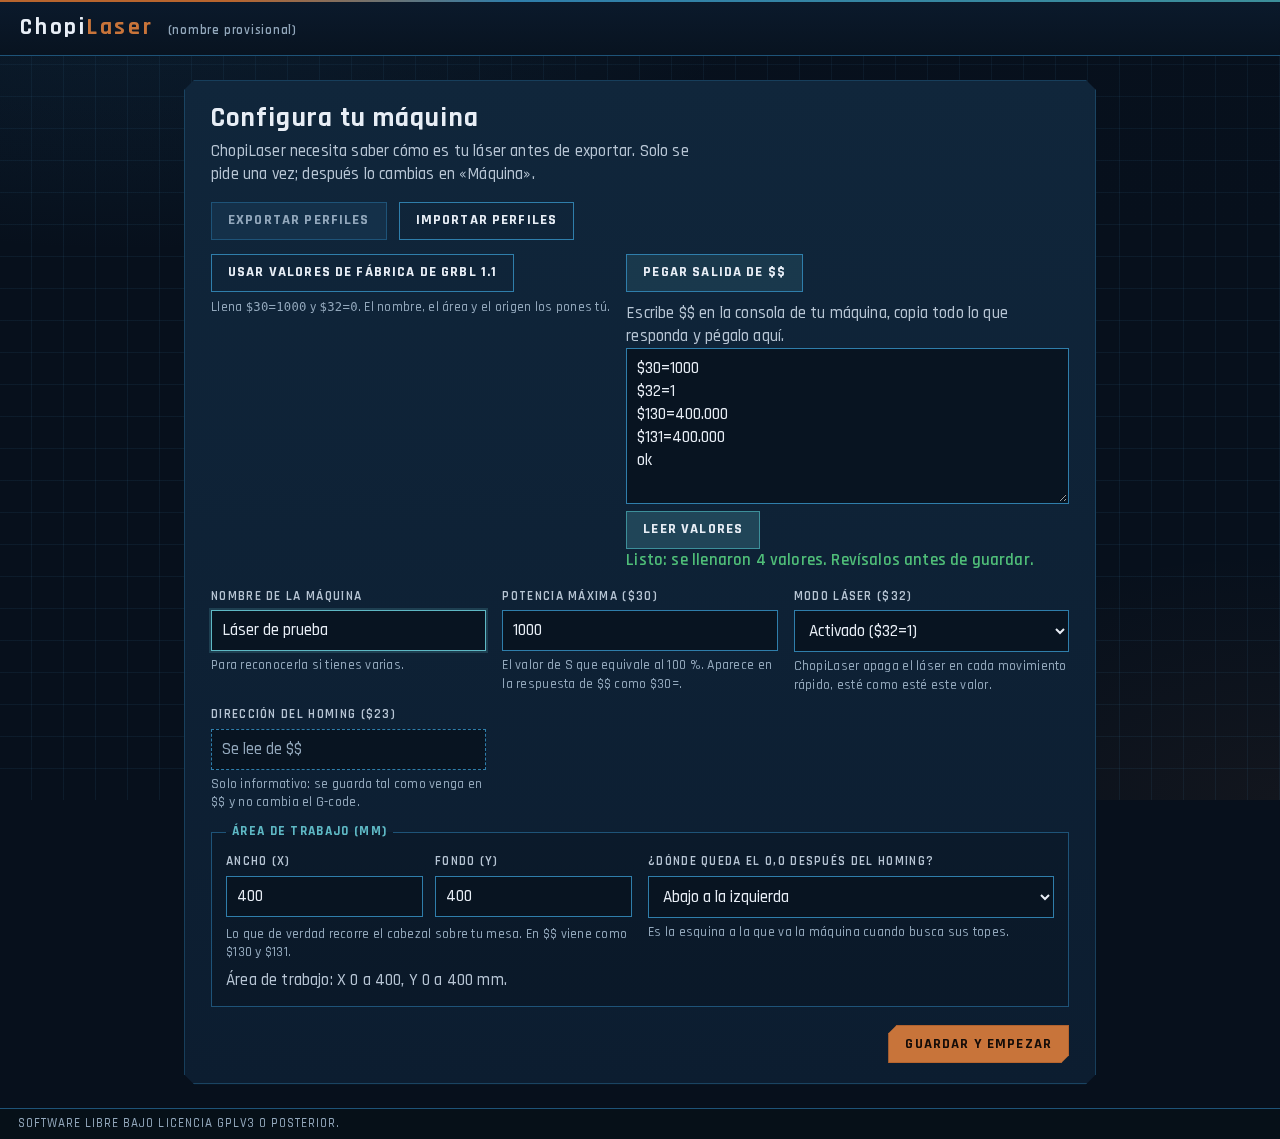 ChopiLaser (nombre provisional)
Configura tu máquina
ChopiLaser necesita saber cómo es tu láser antes de exportar. Solo se
pide una vez; después lo cambias en «Máquina».
EXPORTAR PERFILES
IMPORTAR PERFILES
USAR VALORES DE FÁBRICA DE GRBL 1.1
Llena $30=1000 y $32=0. El nombre, el área y el origen los pones tú.
PEGAR SALIDA DE $$
Escribe $$ en la consola de tu máquina, copia todo lo que
responda y pégalo aquí.
$30=1000
$32=1
$130=400.000
$131=400.000
ok
LEER VALORES
Listo: se llenaron 4 valores. Revísalos antes de guardar.
NOMBRE DE LA MÁQUINA
Láser de prueba
Para reconocerla si tienes varias.
POTENCIA MÁXIMA ($30)
1000
El valor de S que equivale al 100 %. Aparece en
la respuesta de $$ como $30=.
MODO LÁSER ($32)
Activado ($32=1)
ChopiLaser apaga el láser en cada movimiento
rápido, esté como esté este valor.
DIRECCIÓN DEL HOMING ($23)
Se lee de $$
Solo informativo: se guarda tal como venga en
$$ y no cambia el G-code.
ÁREA DE TRABAJO (MM)
ANCHO (X)
400
FONDO (Y)
400
Lo que de verdad recorre el cabezal sobre tu mesa. En $$ viene como
$130 y $131.
¿DÓNDE QUEDA EL 0,0 DESPUÉS DEL HOMING?
Abajo a la izquierda
Es la esquina a la que va la máquina cuando busca sus topes.
Área de trabajo: X 0 a 400, Y 0 a 400 mm.
GUARDAR Y EMPEZAR
SOFTWARE LIBRE BAJO LICENCIA GPLV3 O POSTERIOR.